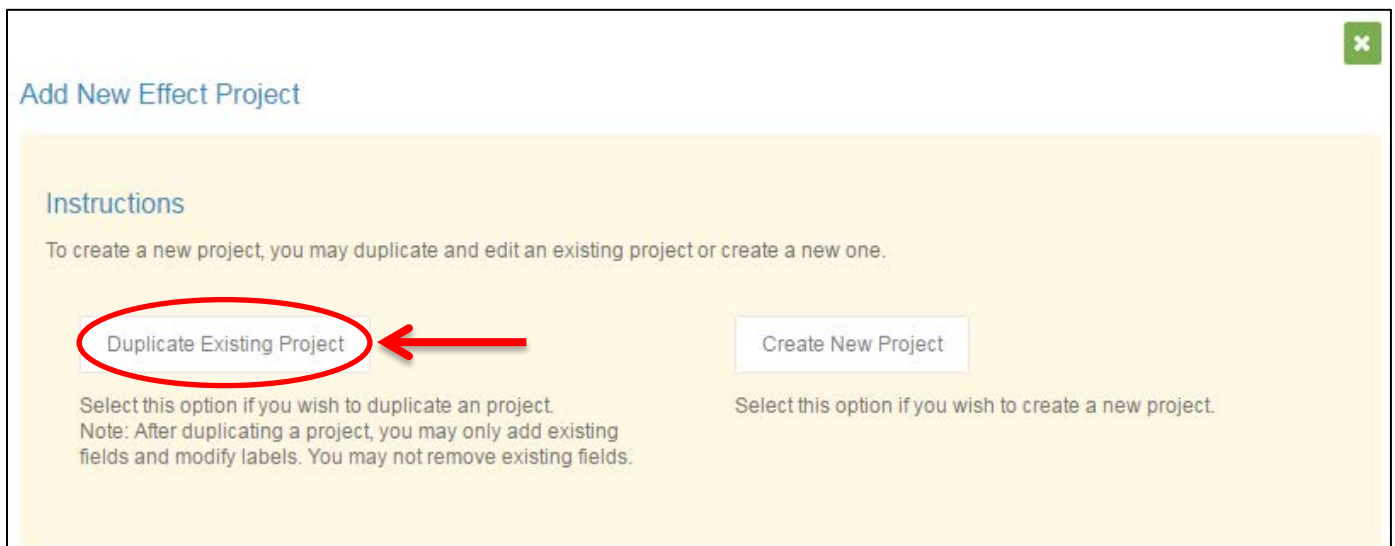 Add New Effect Project
Instructions
To create a new project, you may duplicate and edit an existing project or create a new one.
Duplicate Existing Project
Select this option if you wish to duplicate an project.
Note: After duplicating a project, you may only add existing
fields and modify labels. You may not remove existing fields.
Create New Project
Select this option if you wish to create a new project.